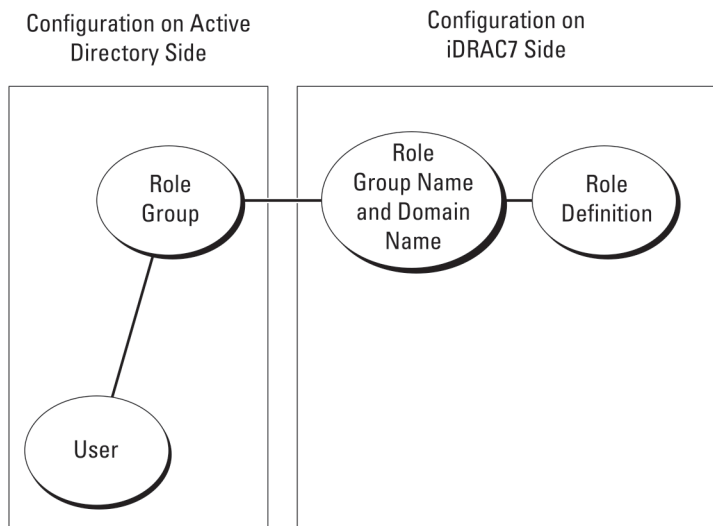 Configuration on Active
Directory Side
Configuration on
iDRAC7 Side
Role
Group
Role
Group Name
and Domain
Name
Role
Definition
User